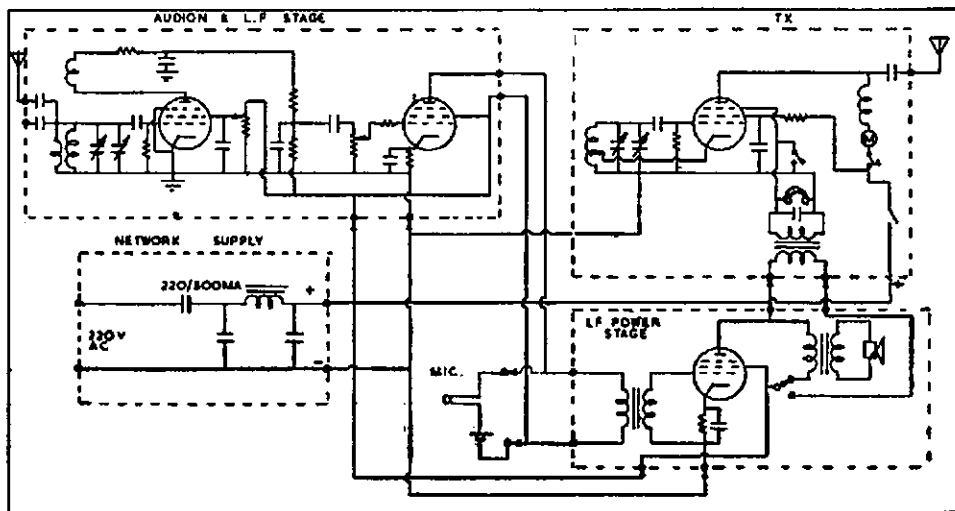 AUDION & L.F STAGE
TX
NETWORK SUPPLY
220/300MA
+
220V
AC
-
MIC.
LF POWER
STAGE
M
+